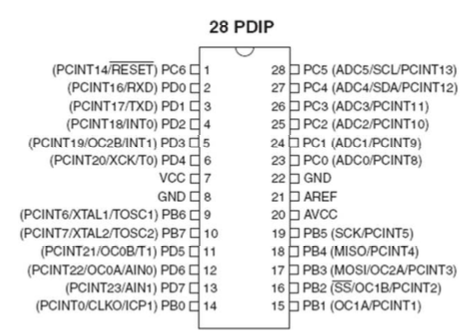 28 PDIP
(PCINT14/RESET) PC6 1 28 PC5 (ADC5/SCL/PCINT13)
(PCINT16/RXD) PD0 2 27 PC4 (ADC4/SDA/PCINT12)
(PCINT17/TXD) PD1 3 26 PC3 (ADC3/PCINT11)
(PCINT18/INT0) PD2 4 25 PC2 (ADC2/PCINT10)
(PCINT19/OC2B/INT1) PD3 5 24 PC1 (ADC1/PCINT9)
(PCINT20/XCK/T0) PD4 6 23 PC0 (ADC0/PCINT8)
VCC 7 22 GND
GND 8 21 AREF
(PCINT6/XTAL1/TOSC1) PB6 9 20 AVCC
(PCINT7/XTAL2/TOSC2) PB7 10 19 PB5 (SCK/PCINT5)
(PCINT21/OC0B/T1) PD5 11 18 PB4 (MISO/PCINT4)
(PCINT22/OC0A/AIN0) PD6 12 17 PB3 (MOSI/OC2A/PCINT3)
(PCINT23/AIN1) PD7 13 16 PB2 (SS/OC1B/PCINT2)
(PCINT0/CLKO/ICP1) PB0 14 15 PB1 (OC1A/PCINT1)